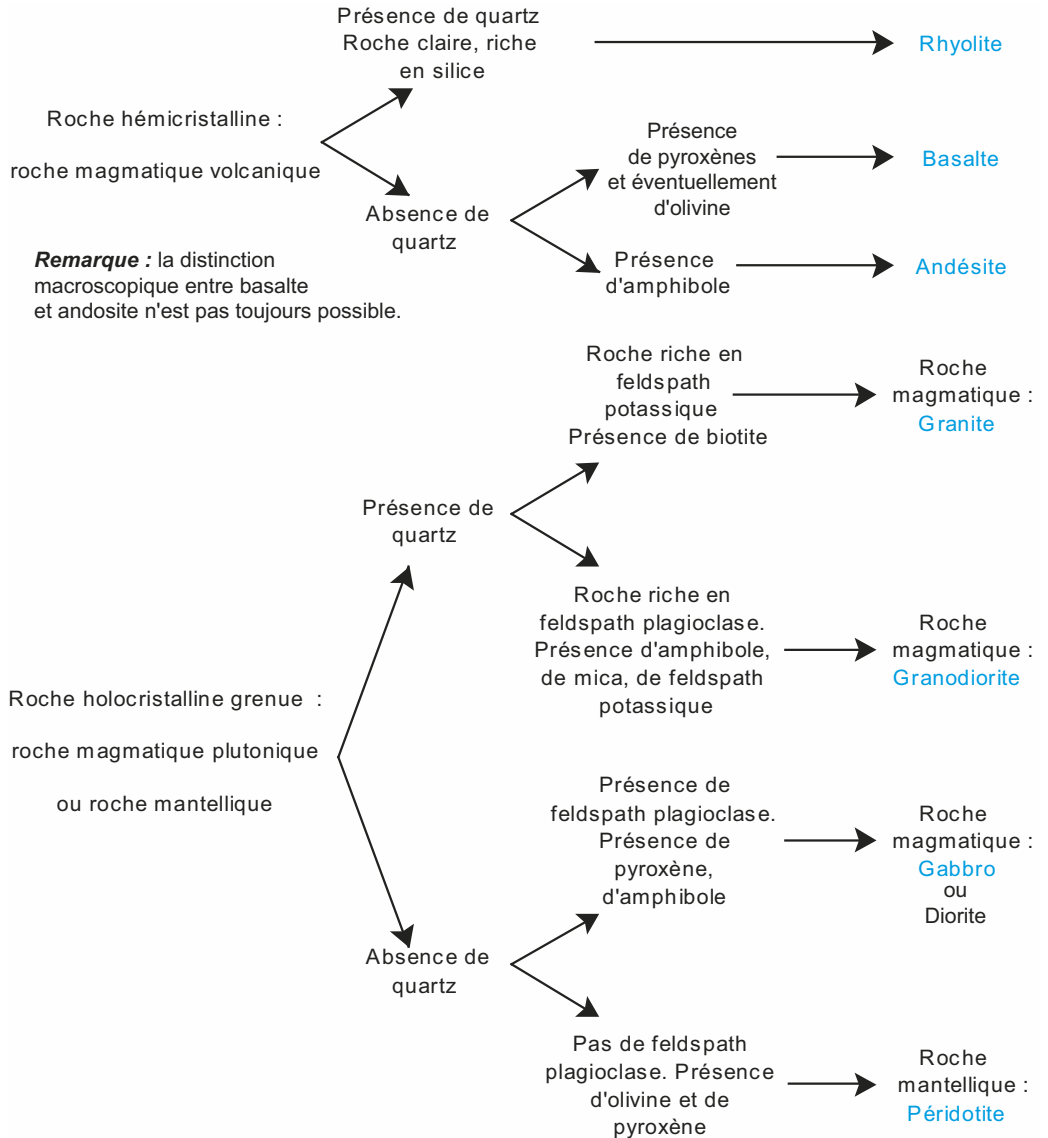 Présence de quartz
Roche claire, riche
en silice
Rhyolite
Roche hémicristalline :
roche magmatique volcanique
Absence de
quartz
Présence
de pyroxènes
et éventuellement
d'olivine
Basalte
Présence
d'amphibole
Andésite
Remarque : la distinction
macroscopique entre basalte
et andosite n'est pas toujours possible.
Roche riche en
feldspath
potassique
Présence de biotite
Roche
magmatique :
Granite
Présence de
quartz
Roche riche en
feldspath plagioclase.
Présence d'amphibole,
de mica, de feldspath
potassique
Roche
magmatique :
Granodiorite
Roche holocristalline grenue :
roche magmatique plutonique
ou roche mantellique
Présence de
feldspath plagioclase.
Présence de
pyroxène,
d'amphibole
Roche
magmatique :
Gabbro
ou
Diorite
Absence de
quartz
Pas de feldspath
plagioclase. Présence
d'olivine et de
pyroxène
Roche
mantellique :
Péridotite